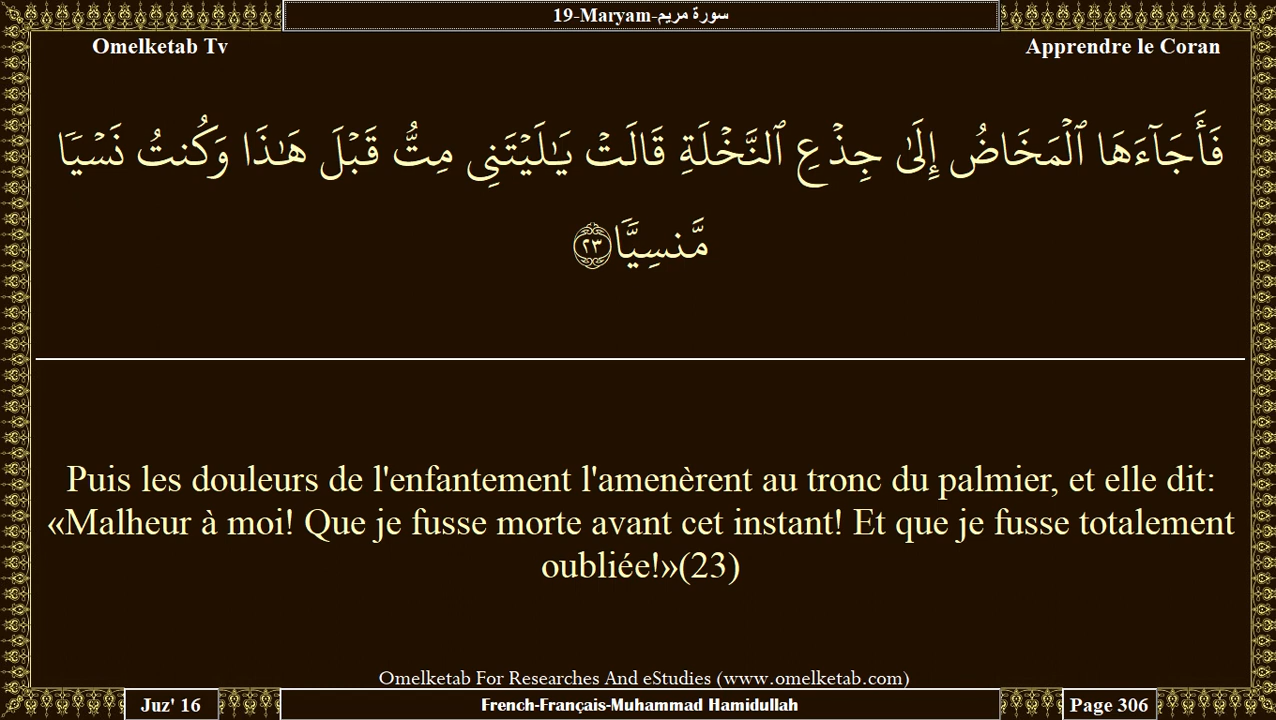 19-Maryam-سورة مريم
Omelketab Tv
Apprendre le Coran
فَأَجَآءَهَا ٱلْمَخَاضُ إِلَىٰ جِذْعِ ٱلنَّخْلَةِ قَالَتْ يَـٰلَيْتَنِى مِتُّ قَبْلَ هَـٰذَا وَكُنتُ نَسْيًا
مَّنسِيًّا ٢٣
Puis les douleurs de l'enfantement l'amenèrent au tronc du palmier, et elle dit:
«Malheur à moi! Que je fusse morte avant cet instant! Et que je fusse totalement
oubliée!»(23)
Omelketab For Researches And eStudies (www.omelketab.com)
Juz' 16
French-Français-Muhammad Hamidullah
Page 306